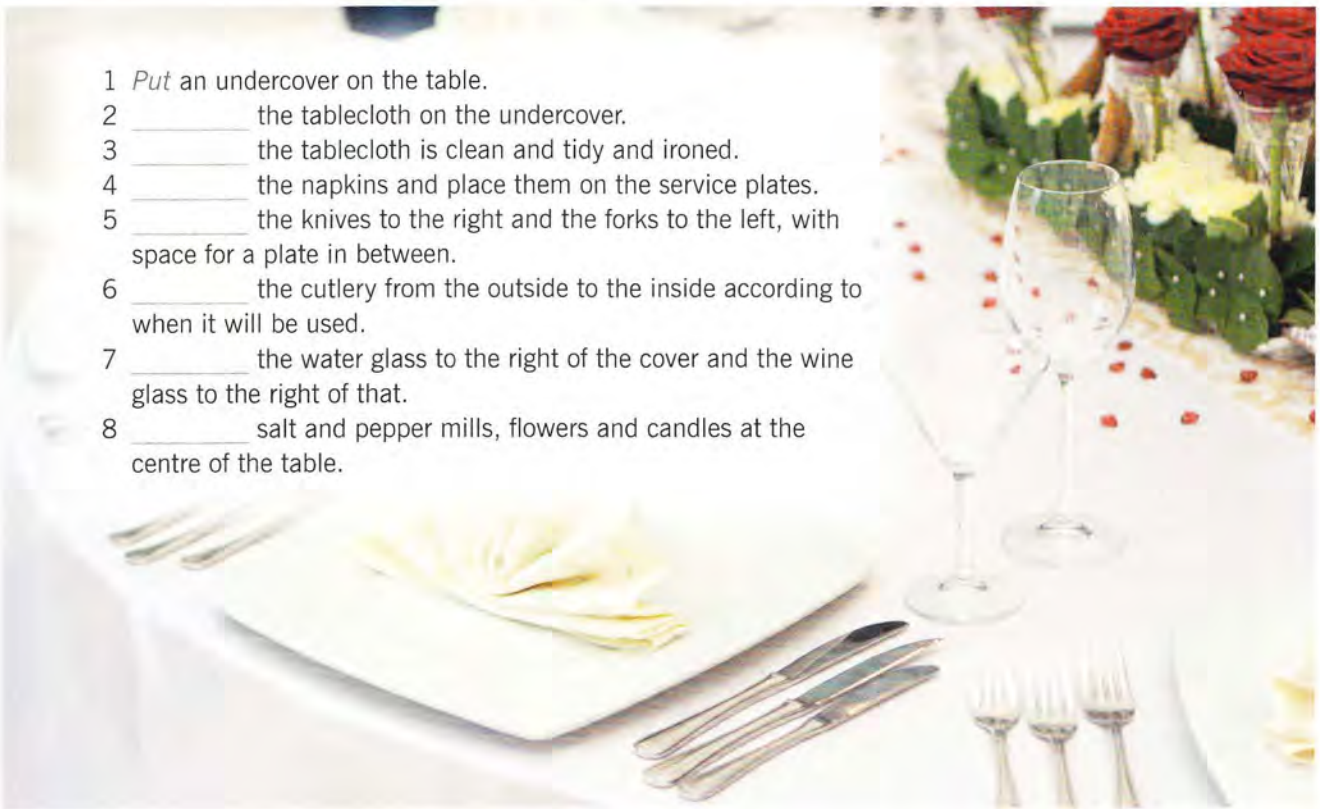 1 Put an undercover on the table.
2 ________ the tablecloth on the undercover.
3 ________ the tablecloth is clean and tidy and ironed.
4 ________ the napkins and place them on the service plates.
5 ________ the knives to the right and the forks to the left, with
space for a plate in between.
6 ________ the cutlery from the outside to the inside according to
when it will be used.
7 ________ the water glass to the right of the cover and the wine
glass to the right of that.
8 ________ salt and pepper mills, flowers and candles at the
centre of the table.